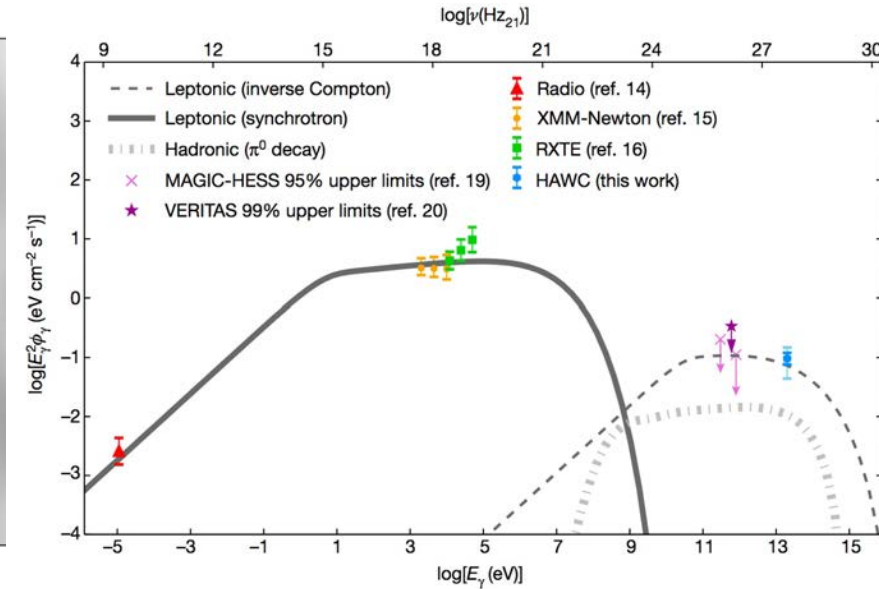 log[ν(Hz₂₁)]
9 12 15 18 21 23 26 27 30
4
3
2
1
0
−1
−2
−3
−4
log[E²ᵧϕᵧ (eV cm⁻² s⁻¹)]
Leptonic (inverse Compton)
Leptonic (synchrotron)
Hadronic (π⁰ decay)
MAGIC-HESS 95% upper limits (ref. 19)
VERITAS 99% upper limits (ref. 20)
Radio (ref. 14)
XMM-Newton (ref. 15)
RXTE (ref. 16)
HAWC (this work)
−5 −3 −1 1 3 5 7 9 11 13 15
log[Eᵧ (eV)]